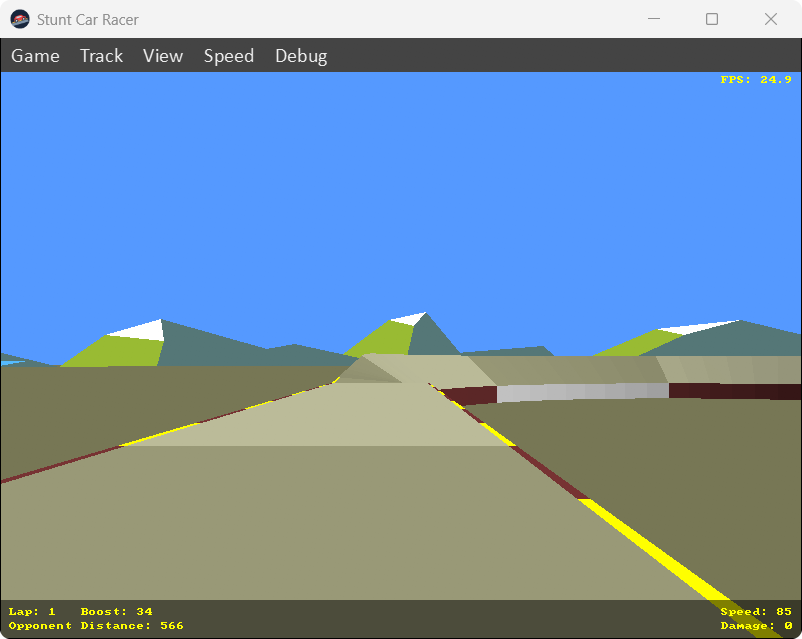 Stunt Car Racer
Game Track View Speed Debug
FPS: 24.9
Lap: 1 Boost: 34 Speed: 85
Opponent Distance: 566 Damage: 0